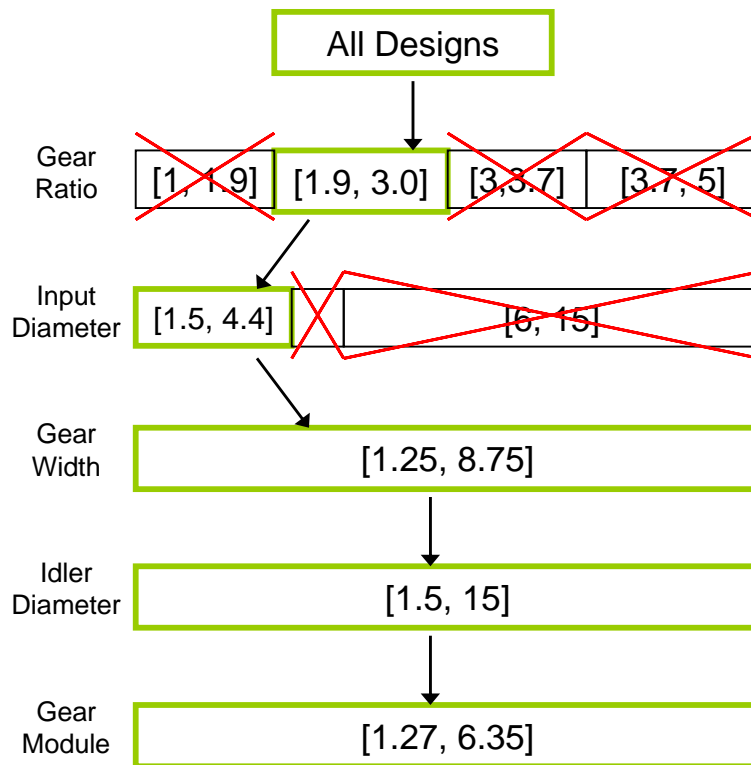 All Designs
Gear
Ratio
[1, 1.9]
[1.9, 3.0]
[3,3.7]
[3.7, 5]
Input
Diameter
[1.5, 4.4]
[6, 15]
Gear
Width
[1.25, 8.75]
Idler
Diameter
[1.5, 15]
Gear
Module
[1.27, 6.35]